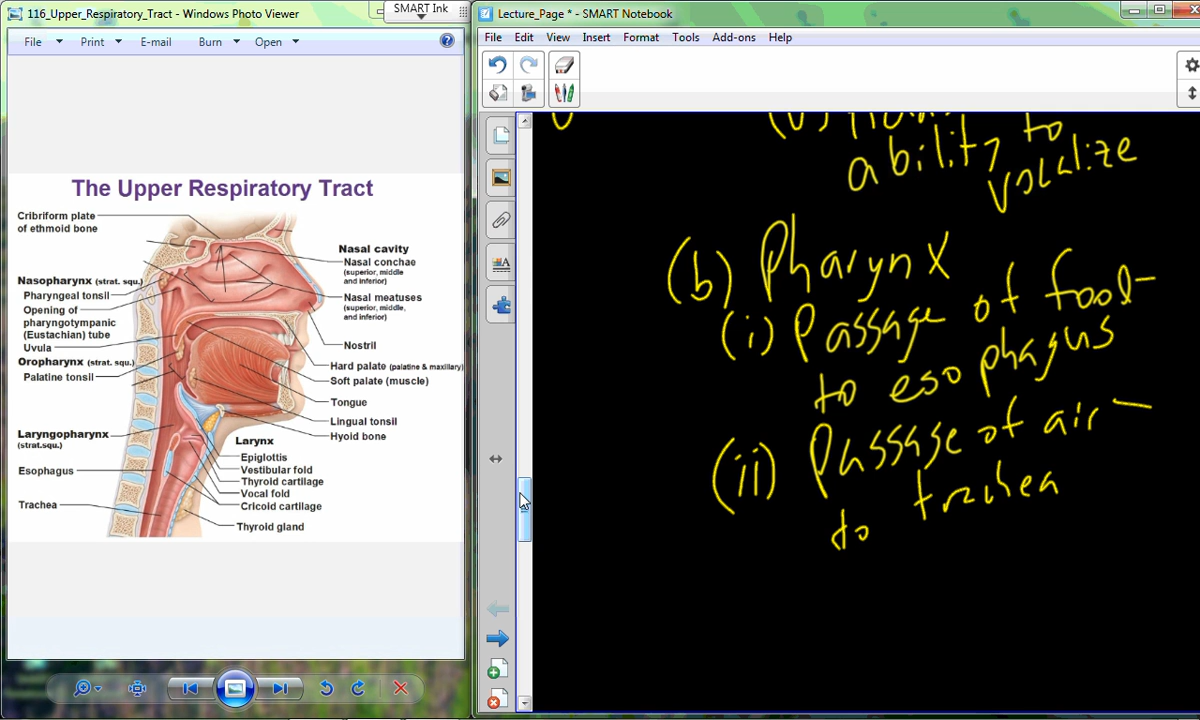 116_Upper_Respiratory_Tract - Windows Photo Viewer
SMART Ink
File Print E-mail Burn Open
The Upper Respiratory Tract
Cribriform plate
of ethmoid bone
Nasopharynx (strat. squ.)
Pharyngeal tonsil
Opening of
pharyngotympanic
(Eustachian) tube
Uvula
Oropharynx (strat. squ.)
Palatine tonsil
Laryngopharynx
(strat.squ.)
Esophagus
Trachea
Nasal cavity
Nasal conchae
(superior, middle
and inferior)
Nasal meatuses
(superior, middle,
and inferior)
Nostril
Hard palate (palatine & maxillary)
Soft palate (muscle)
Tongue
Lingual tonsil
Hyoid bone
Larynx
Epiglottis
Vestibular fold
Thyroid cartilage
Vocal fold
Cricoid cartilage
Thyroid gland
Lecture_Page * - SMART Notebook
File Edit View Insert Format Tools Add-ons Help
to
ability
vocalize
(b) Pharynx
(i) Passage of food-
to esophagus
(ii) Passage of air -
to trachea